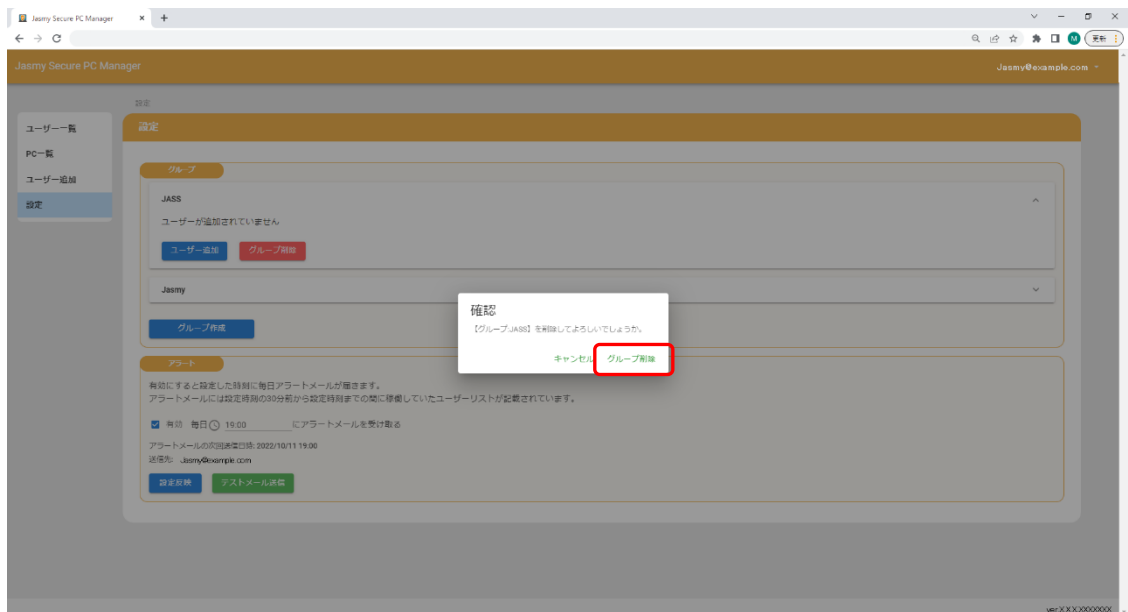 Jasmy Secure PC Manager
更新
Jasmy Secure PC Manager
Jasmy@example.com
設定
ユーザー一覧
PC一覧
ユーザー追加
設定
設定
グループ
JASS
ユーザーが追加されていません
ユーザー追加 グループ削除
Jasmy
グループ作成
確認
【グループ:JASS】を削除してよろしいでしょうか。
キャンセル グループ削除
アラート
有効にすると設定した時刻に毎日アラートメールが届きます。
アラートメールには設定時刻の30分前から設定時刻までの間に稼働していたユーザーリストが記載されています。
有効 毎日 19:00 にアラートメールを受け取る
アラートメールの次回送信日時: 2022/10/11 19:00
送信先: Jasmy@example.com
設定反映 テストメール送信